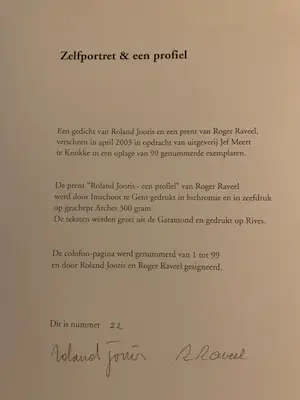 Zelfportret & een profiel
Een gedicht van Roland Jooris en een prent van Roger Raveel,
verschenen in april 2003 in opdracht van uitgeverij Jef Meert
te Knokke in een oplage van 99 genummerde exemplaren.
De prent "Roland Jooris - een profiel" van Roger Raveel
werd door Inschoot te Gent gedrukt in bichromie en in zeefdruk
op geschept Arches 300 gram.
De teksten werden gezet uit de Garamond en gedrukt op Rives.
De colofon-pagina werd genummerd van 1 tot 99
en door Roland Jooris en Roger Raveel gesigneerd.
Dit is nummer 22
Roland Jooris R Raveel